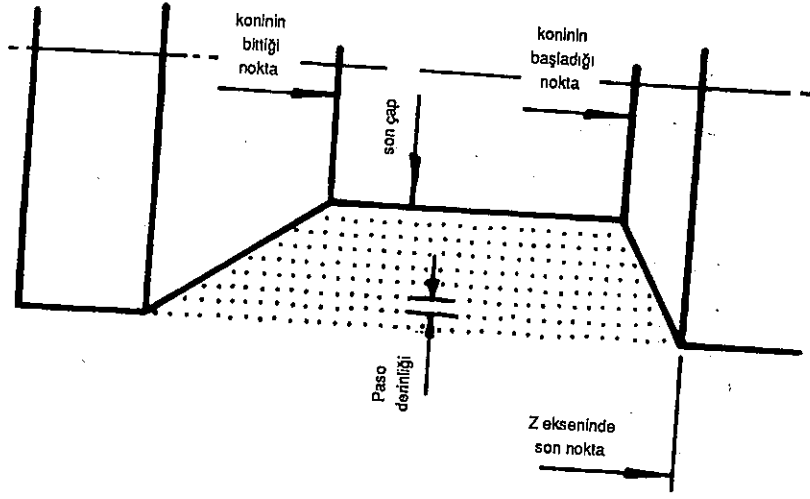 koninin
bittiği
nokta
koninin
başladığı
nokta
son çap
Paso
derinliği
Z ekseninde
son nokta